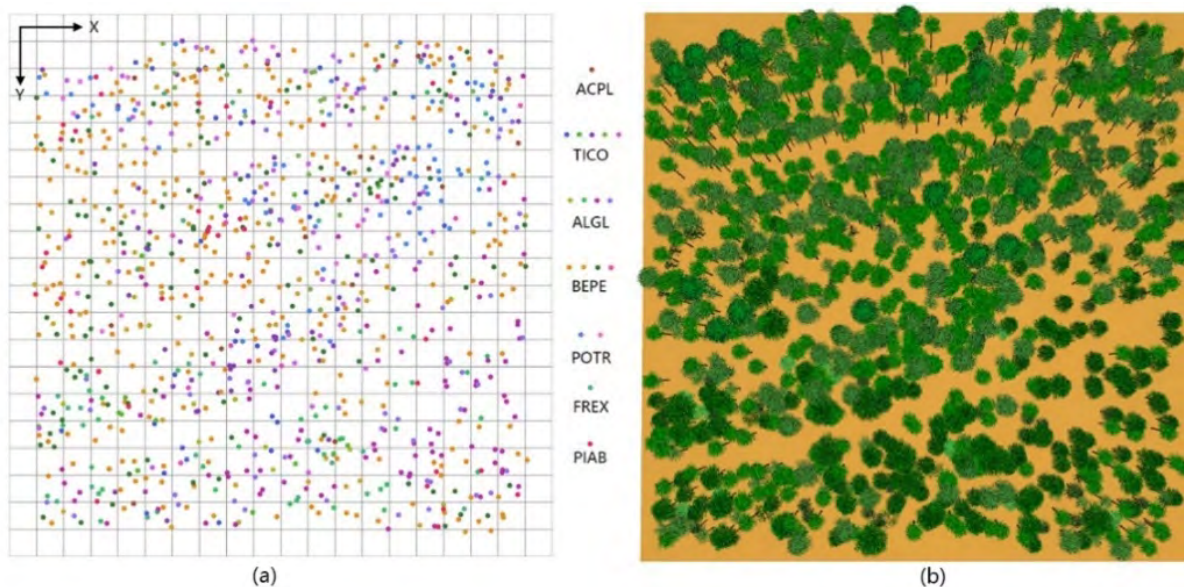 X
Y
ACPL
TICO
ALGL
BEPE
POTR
FREX
PIAB
(a)
(b)